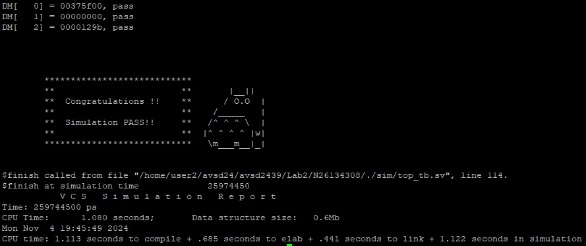 DM[   0] = 00375f00, pass
DM[   1] = 00000000, pass
DM[   2] = 0000129b, pass
****************************
**                        **       |__||
**  Congratulations !!    **      / O.O  |
**                        **    /_____   |
**  Simulation PASS!!     **   /^ ^ ^ \  |
**                        **  |^ ^ ^ ^ |w|
****************************   \m___m__|_|
$finish called from file "/home/user2/avsd24/avsd2439/Lab2/N26134308/./sim/top_tb.sv", line 114.
$finish at simulation time             25974450
V C S   S i m u l a t i o n   R e p o r t
Time: 259744500 ps
CPU Time:      1.080 seconds;       Data structure size:   0.6Mb
Mon Nov  4 19:45:49 2024
CPU time: 1.113 seconds to compile + .685 seconds to elab + .441 seconds to link + 1.122 seconds in simulation